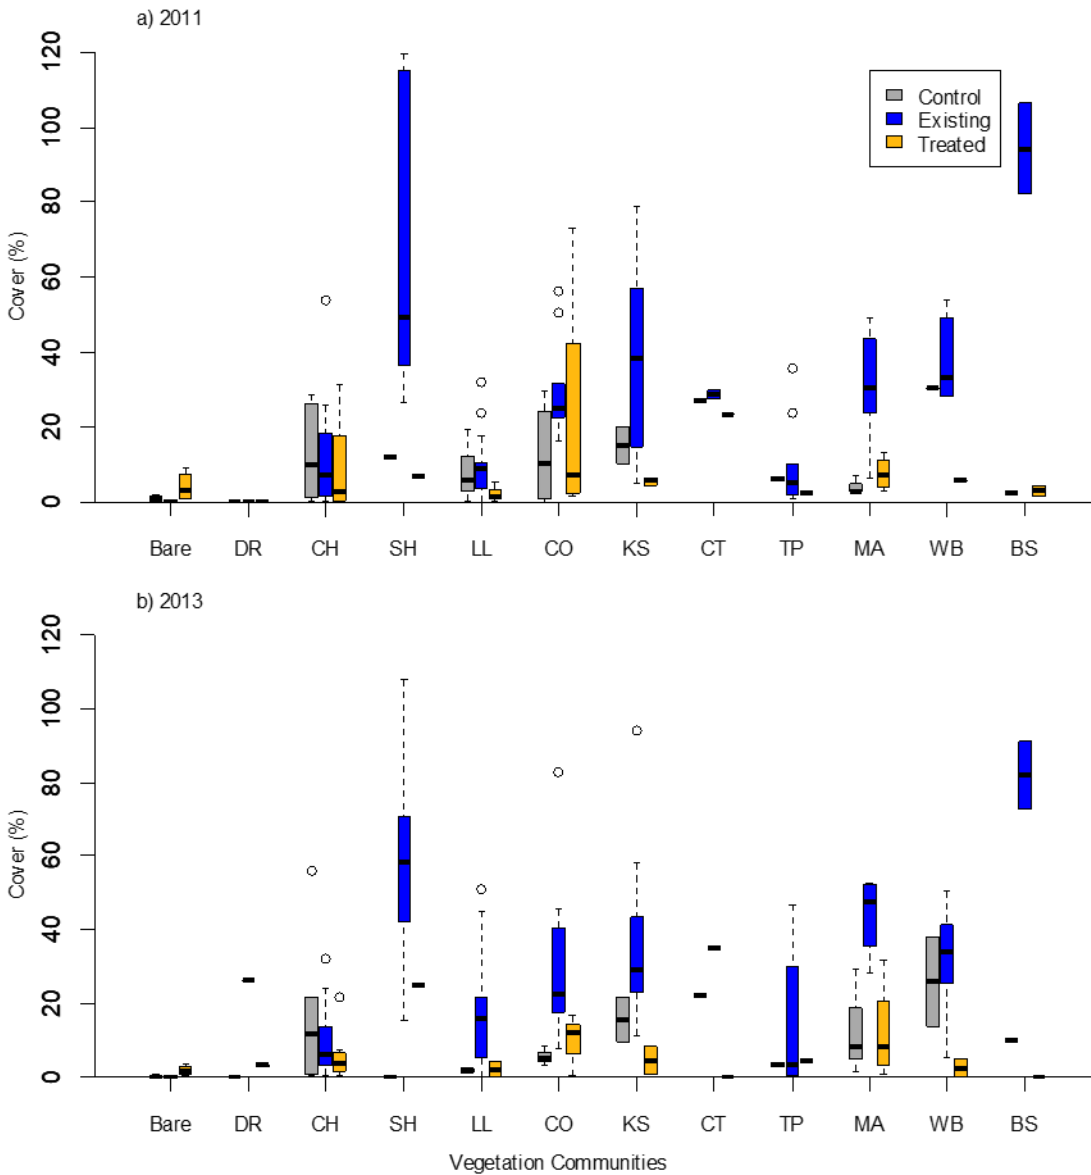 a) 2011
120
100
80
60
40
20
0
Cover (%)
Control
Existing
Treated
Bare DR CH SH LL CO KS CT TP MA WB BS
b) 2013
120
100
80
60
40
20
0
Cover (%)
Bare DR CH SH LL CO KS CT TP MA WB BS
Vegetation Communities